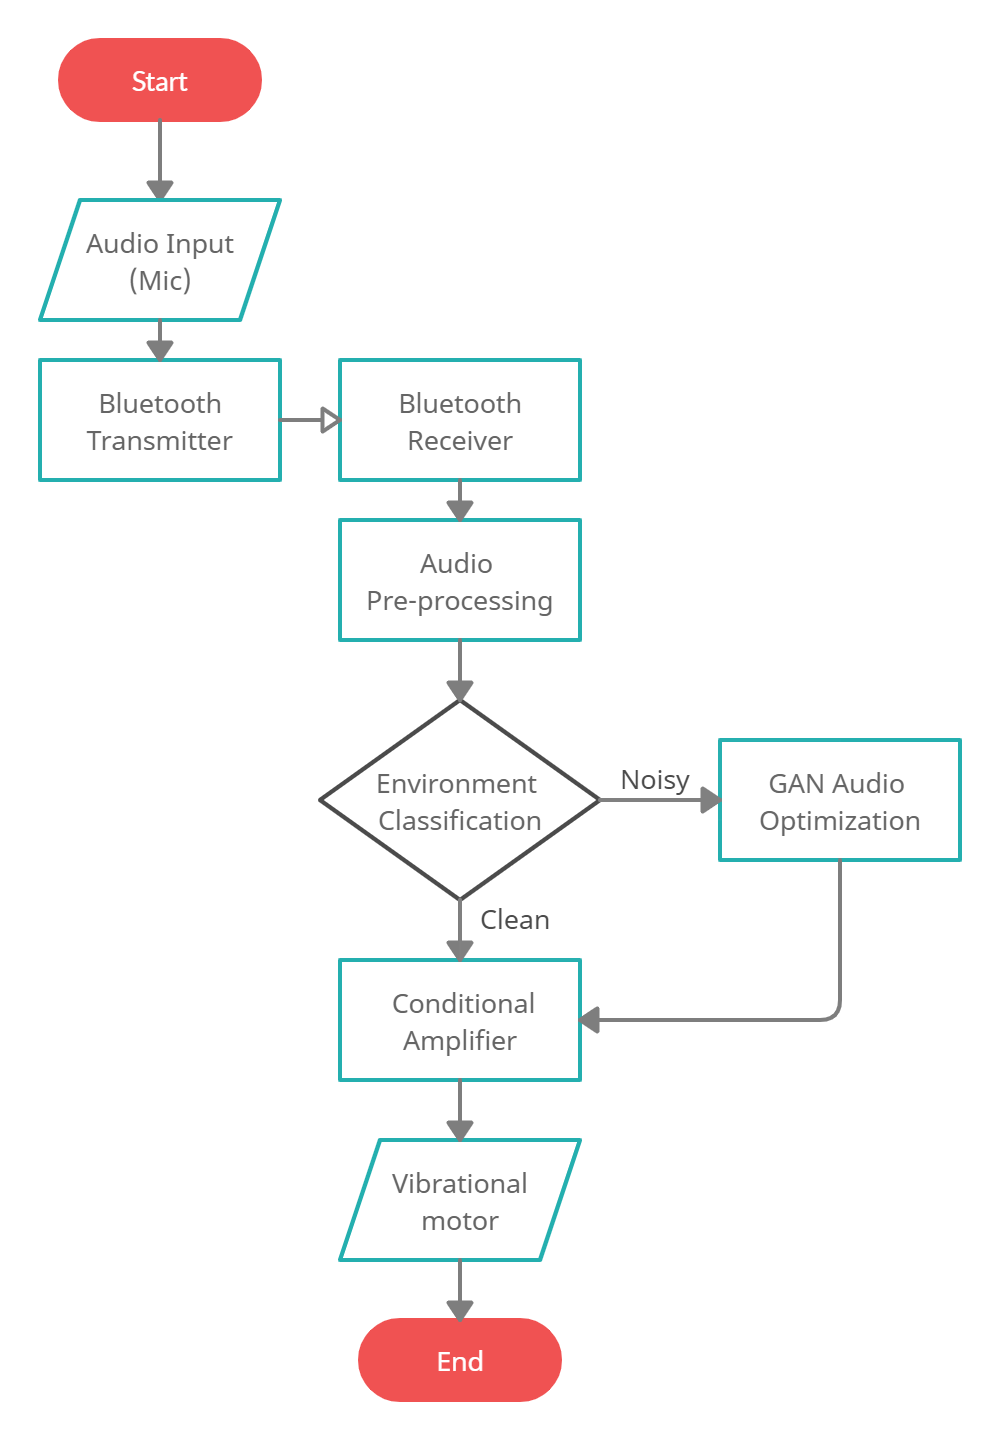 Start
Audio Input
(Mic)
Bluetooth
Transmitter
Bluetooth
Receiver
Audio
Pre-processing
Environment
Classification
Noisy
GAN Audio
Optimization
Clean
Conditional
Amplifier
Vibrational
motor
End